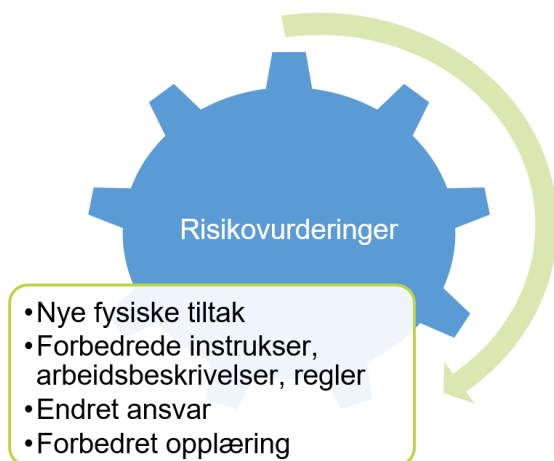 Risikovurderinger
•Nye fysiske tiltak
•Forbedrede instrukser,
arbeidsbeskrivelser, regler
•Endret ansvar
•Forbedret opplæring